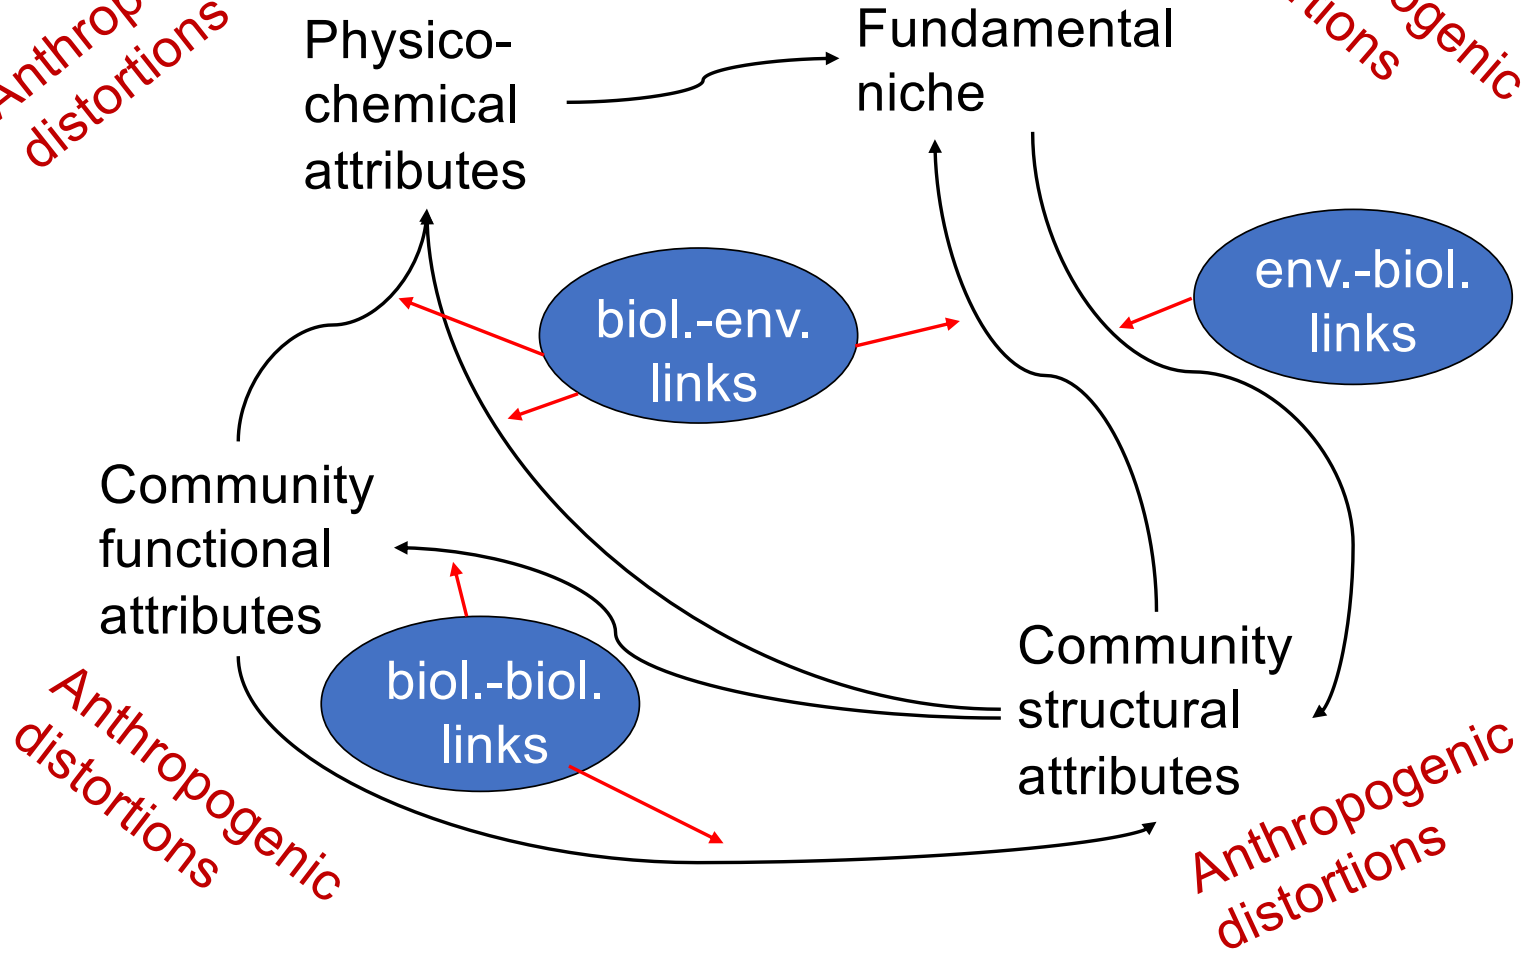 distortions
Physico-
chemical
attributes
Fundamental
niche
biol.-env.
links
env.-biol.
links
Community
functional
attributes
biol.-biol.
links
Community
structural
attributes
Anthropogenic
distortions
Anthropogenic
distortions